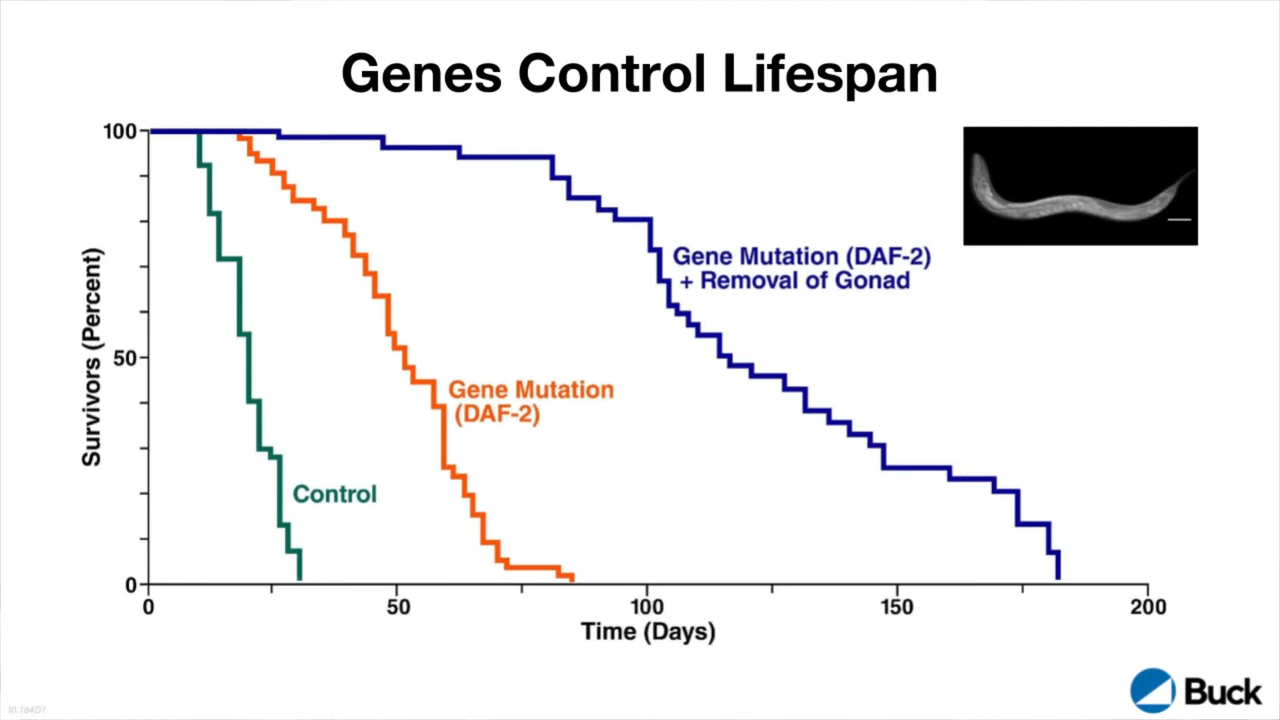 Genes Control Lifespan
100
50
0
Survivors (Percent)
Gene Mutation (DAF-2)
+ Removal of Gonad
Gene Mutation
(DAF-2)
Control
0
50
100
150
200
Time (Days)
Buck